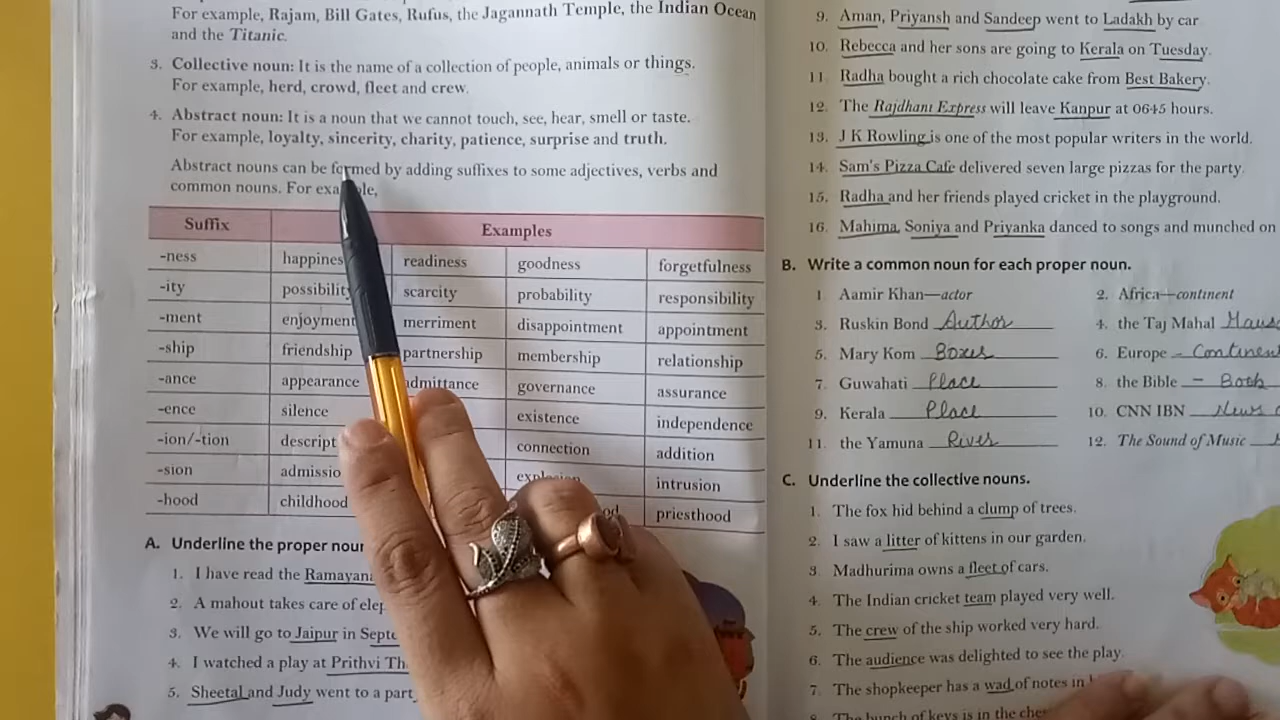 For example, Rajam, Bill Gates, Rufus, the Jagannath Temple, the Indian Ocean
and the Titanic.
3. Collective noun: It is the name of a collection of people, animals or things.
For example, herd, crowd, fleet and crew.
4. Abstract noun: It is a noun that we cannot touch, see, hear, smell or taste.
For example, loyalty, sincerity, charity, patience, surprise and truth.
Abstract nouns can be formed by adding suffixes to some adjectives, verbs and
common nouns. For
Suffix Examples
-ness readiness goodness forgetfulness
-ity possibility scarcity probability responsibility
-ment enjoyment merriment disappointment appointment
-ship friendship partnership membership relationship
-ance appearance admittance governance assurance
-ence silence existence independence
-ion/-tion connection addition
-sion explosion intrusion
-hood childhood priesthood
A. Underline the proper
1. I have read the
2. A mahout takes care of
3. We will go to Jaipur in
4. I watched a play at Prithvi
5. Sheetal and Judy went to a
9. Aman, Priyansh and Sandeep went to Ladakh by car
10. Rebecca and her sons are going to Kerala on Tuesday.
11. Radha bought a rich chocolate cake from Best Bakery.
12. The Rajdhani Express will leave Kanpur at 0645 hours.
13. J K Rowling is one of the most popular writers in the world.
14. Sam's Pizza Cafe delivered seven large pizzas for the party.
15. Radha and her friends played cricket in the playground.
16. Mahima, Soniya and Priyanka danced to songs and munched on
B. Write a common noun for each proper noun.
1. Aamir Khan—actor 2. Africa—continent
3. Ruskin Bond Author 4. the Taj Mahal
5. Mary Kom Boxer 6. Europe –
7. Guwahati Place 8. the Bible – Book
9. Kerala Place 10. CNN IBN News
11. the Yamuna River 12. The Sound of Music
C. Underline the collective nouns.
1. The fox hid behind a clump of trees.
2. I saw a litter of kittens in our garden.
3. Madhurima owns a fleet of cars.
4. The Indian cricket team played very well.
5. The crew of the ship worked very hard.
6. The audience was delighted to see the play.
7. The shopkeeper has a wad of notes in
8. The bunch of keys is in the